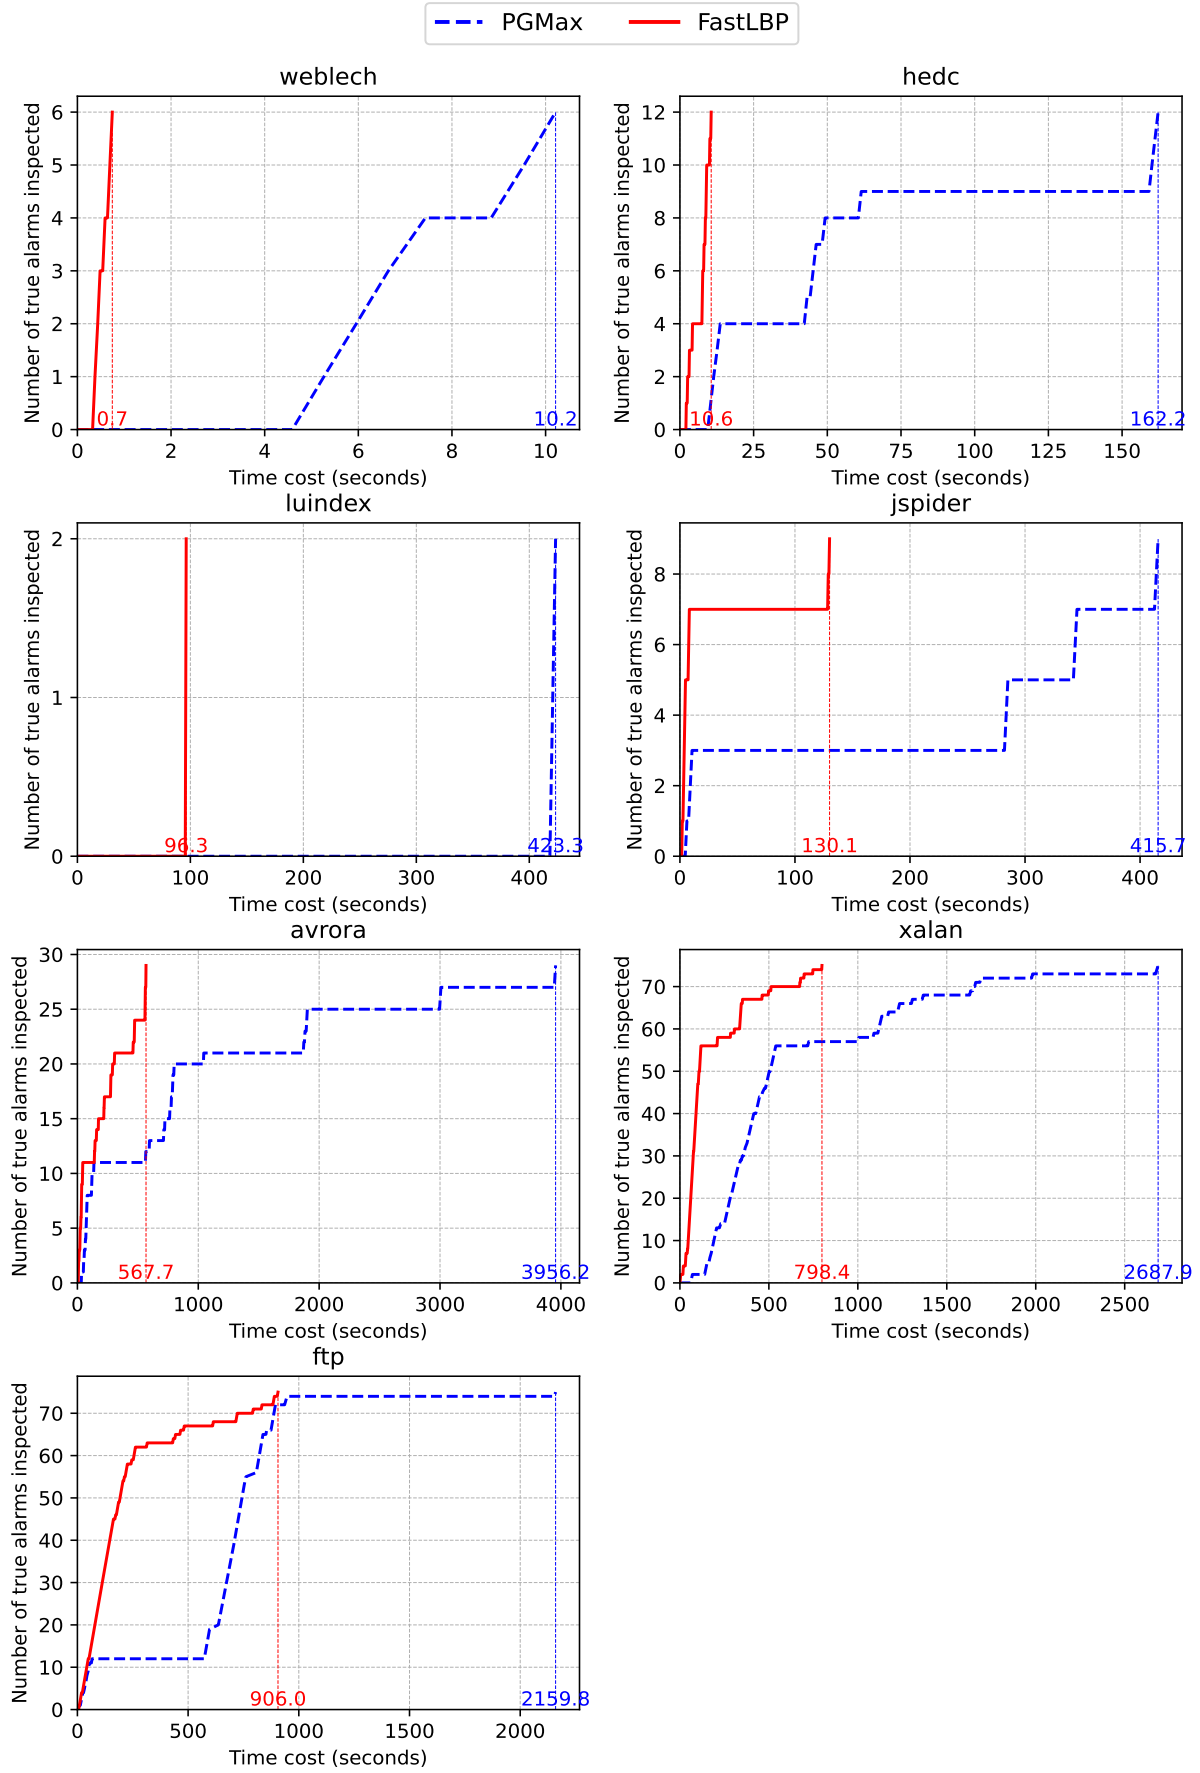 PGMax FastLBP
weblech
Number of true alarms inspected
6
5
4
3
2
1
0
0.7 10.2
0 2 4 6 8 10
Time cost (seconds)
hedc
Number of true alarms inspected
12
10
8
6
4
2
0
10.6 162.2
0 25 50 75 100 125 150
Time cost (seconds)
luindex
Number of true alarms inspected
2
1
0
96.3 423.3
0 100 200 300 400
Time cost (seconds)
jspider
Number of true alarms inspected
8
6
4
2
0
130.1 415.7
0 100 200 300 400
Time cost (seconds)
avrora
Number of true alarms inspected
30
25
20
15
10
5
0
567.7 3956.2
0 1000 2000 3000 4000
Time cost (seconds)
xalan
Number of true alarms inspected
70
60
50
40
30
20
10
0
798.4 2687.9
0 500 1000 1500 2000 2500
Time cost (seconds)
ftp
Number of true alarms inspected
70
60
50
40
30
20
10
0
906.0 2159.8
0 500 1000 1500 2000
Time cost (seconds)